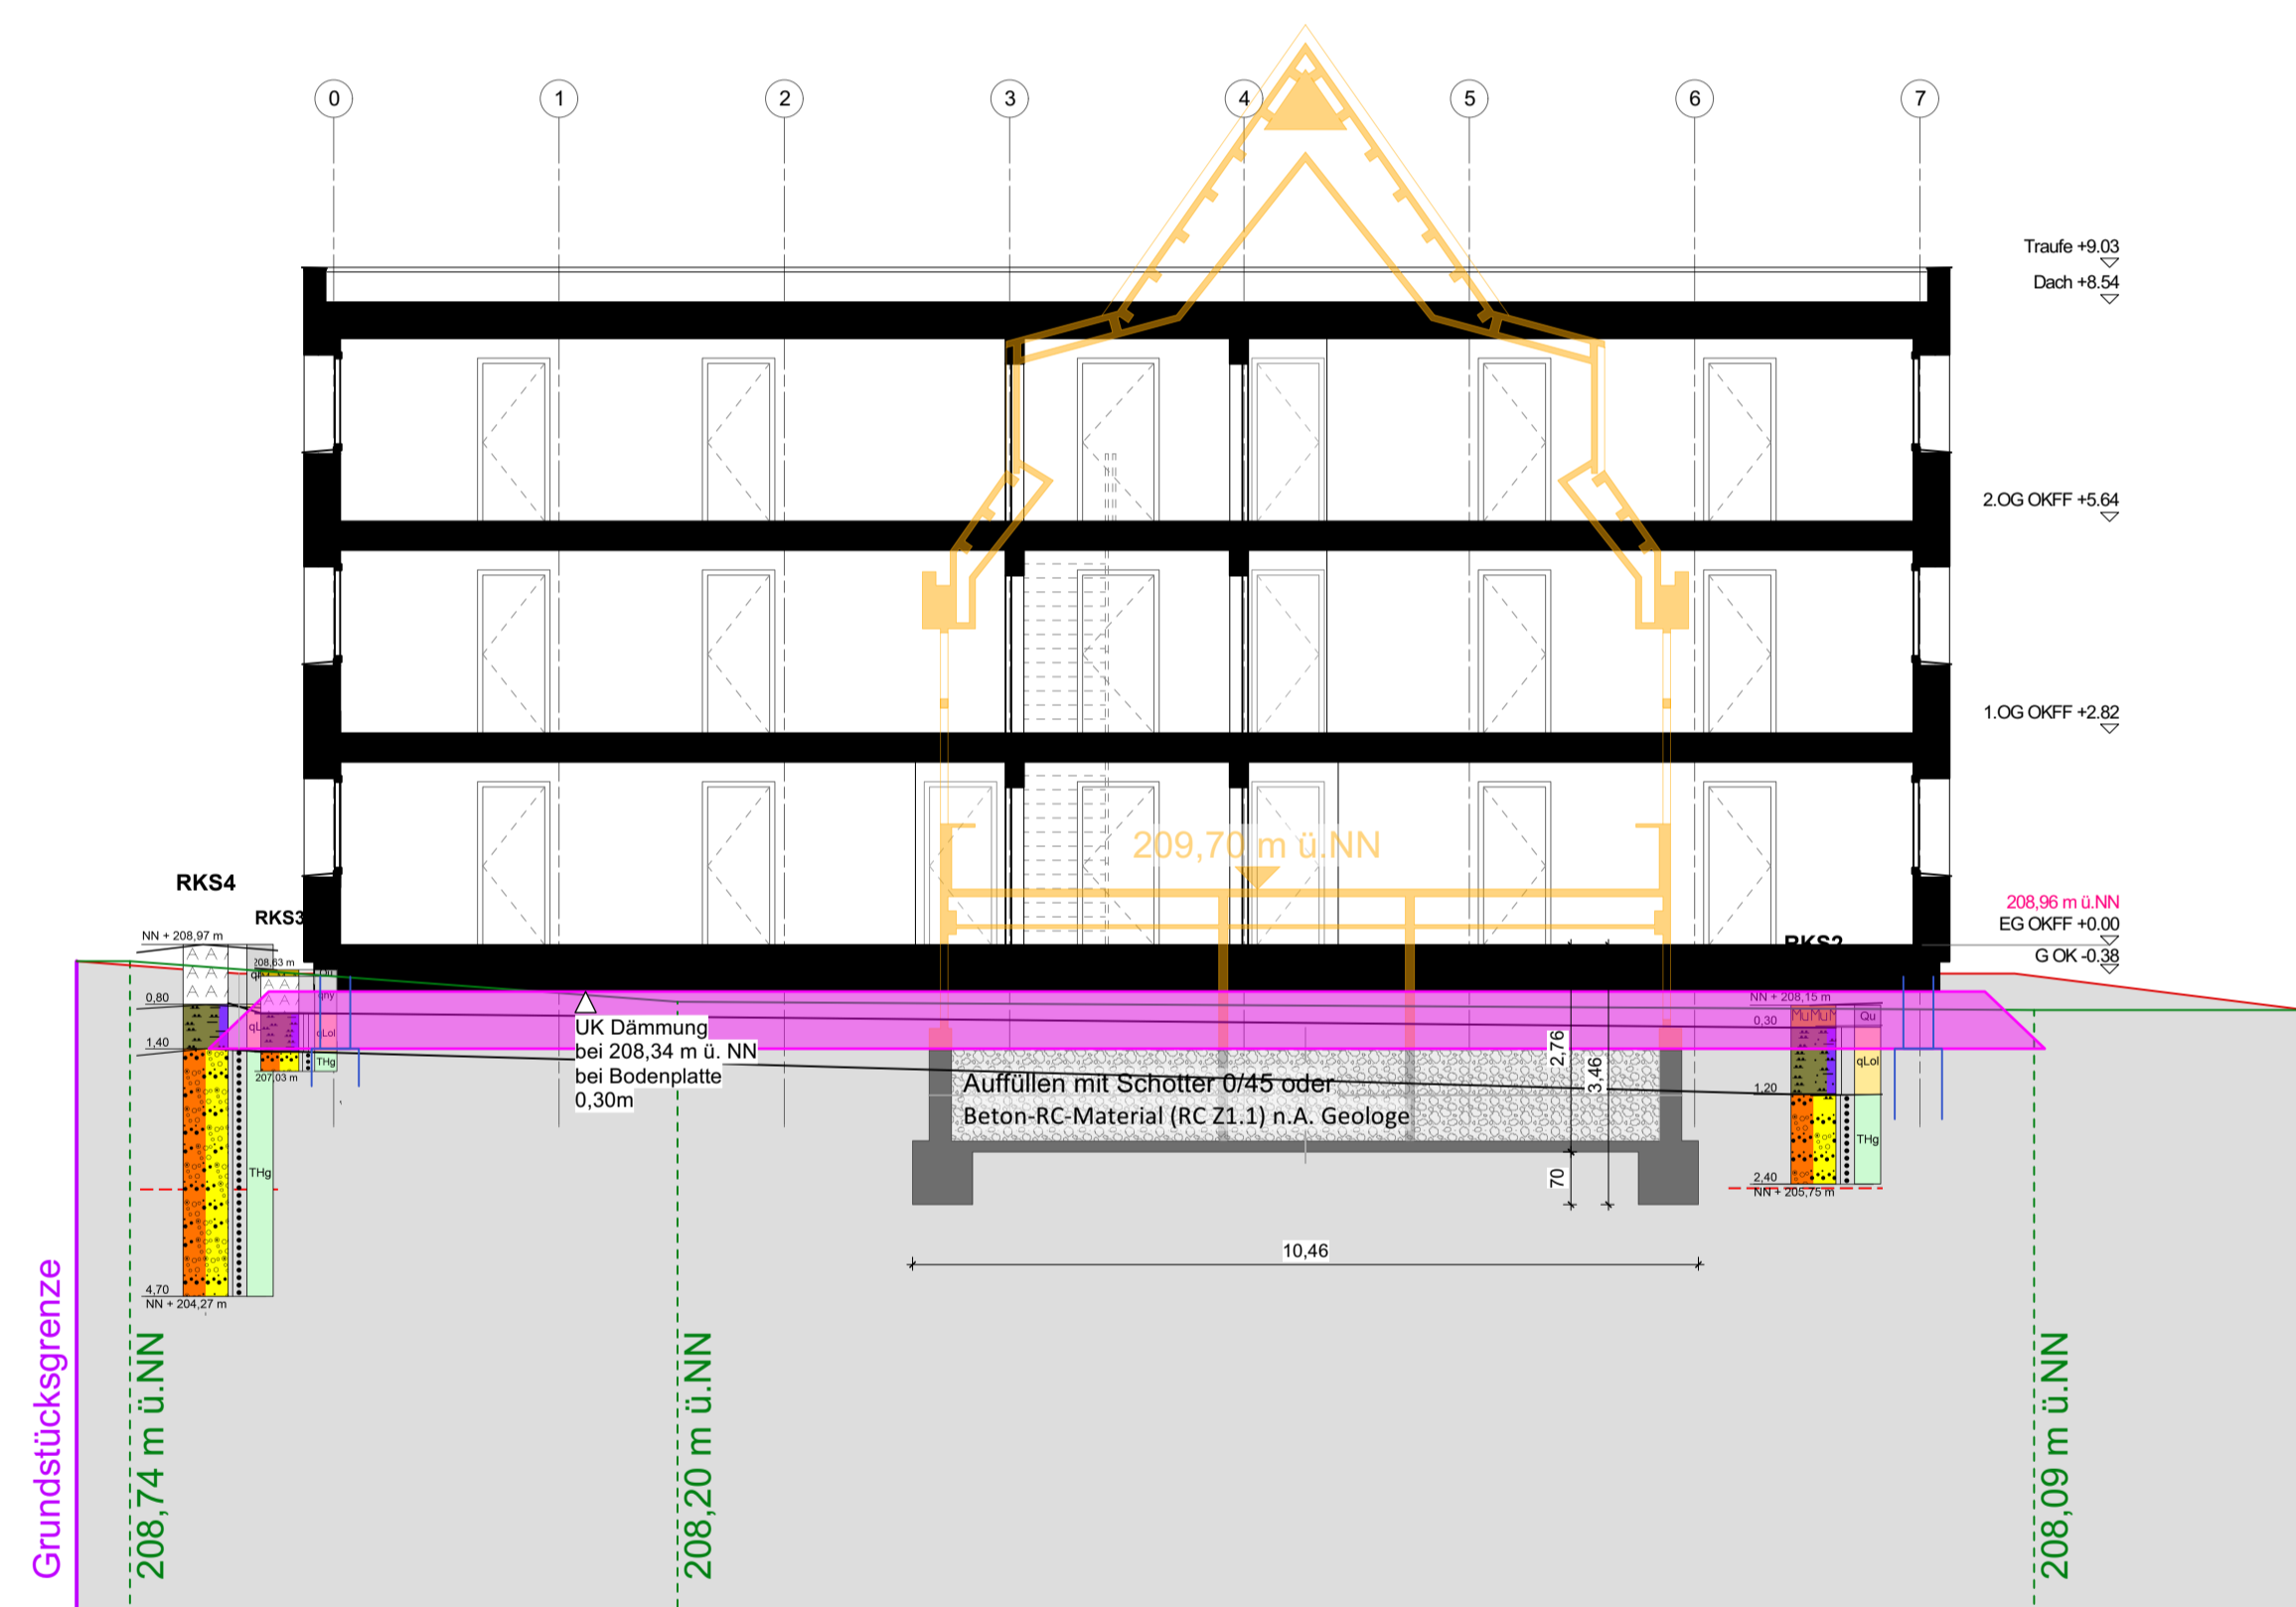 0 1 2 3 4 5 6 7
Traufe +9.03
Dach +8.54
2.OG OKFF +5.64
1.OG OKFF +2.82
209,70 m ü.NN
208,96 m ü.NN
EG OKFF +0.00
G OK -0.38
RKS4
NN + 208,97 m
0,80
1,40
4,70
NN + 204,27 m
THg
RKS3
208,63 m
qny
qL
qLol
THg
207,03 m
UK Dämmung
bei 208,34 m ü. NN
bei Bodenplatte
0,30m
Auffüllen mit Schotter 0/45 oder
Beton-RC-Material (RC Z1.1) n.A. Geologe
2,76
3,46
70
10,46
RKS2
NN + 208,15 m
0,30
Mu Mu M
Qu
qLol
1,20
THg
2,40
NN + 205,75 m
Grundstücksgrenze
208,74 m ü.NN
208,20 m ü.NN
208,09 m ü.NN